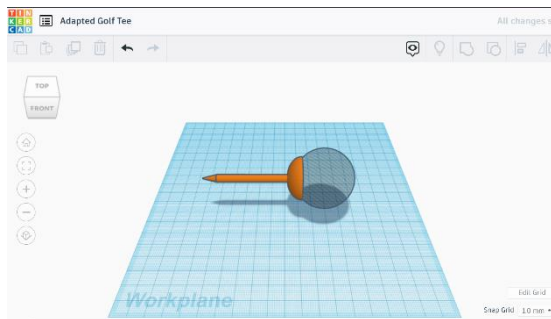 TIN
KER
CAD
Adapted Golf Tee
All changes s
TOP
FRONT
Workplane
Edit Grid
Snap Grid 1.0 mm